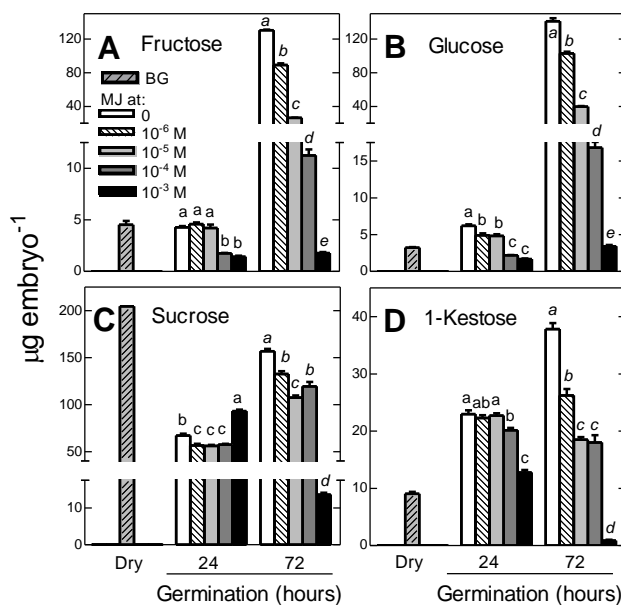 A Fructose
BG
MJ at:
0
10⁻⁶ M
10⁻⁵ M
10⁻⁴ M
10⁻³ M
120
80
40
10
5
0
a a a b b
a b c d e
B Glucose
120
80
40
15
10
5
0
a b b c c
a b c d e
C Sucrose
200
150
100
50
10
0
b c c c a
a b c c d
D 1-Kestose
40
30
20
10
0
a ab a b c
a b c c d
µg embryo⁻¹
Dry 24 72
Germination (hours)
Dry 24 72
Germination (hours)